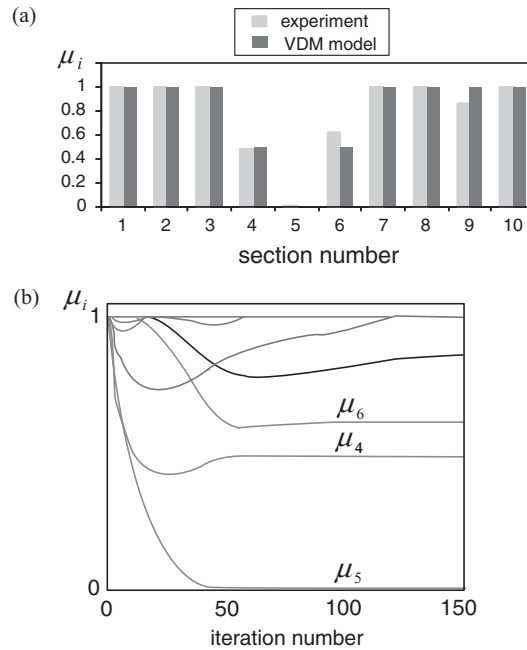 (a)
experiment
VDM model
μi
1
0.8
0.6
0.4
0.2
0
1 2 3 4 5 6 7 8 9 10
section number
(b)
μi
1
μ6
μ4
μ5
0
0 50 100 150
iteration number